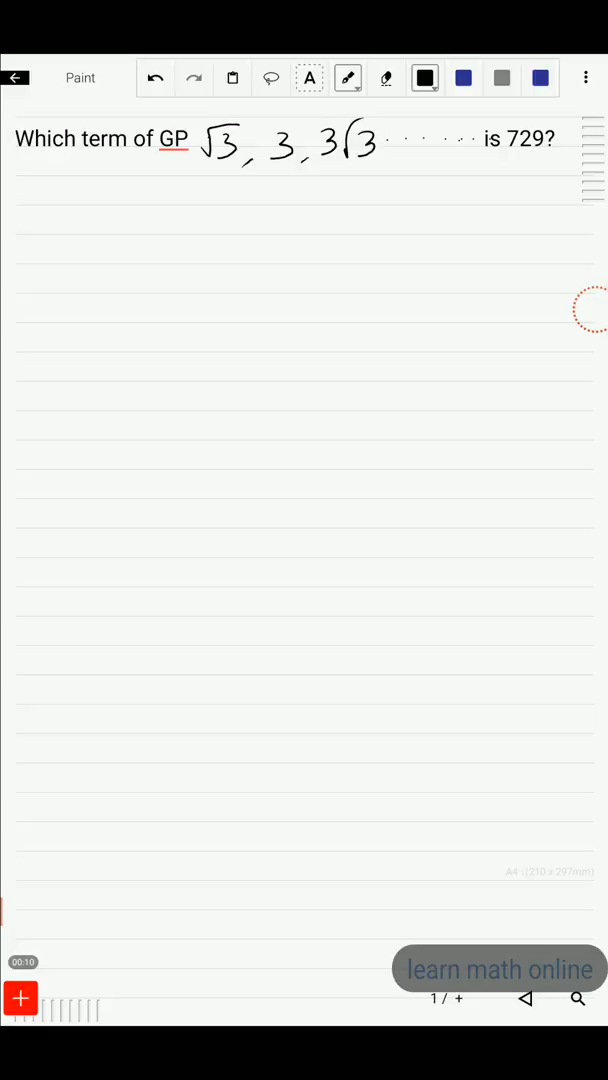 Paint
A
Which term of GP √3, 3, 3√3 . . . . . . is 729?
A4 (210 x 297mm)
00:10
learn math online
1 / +